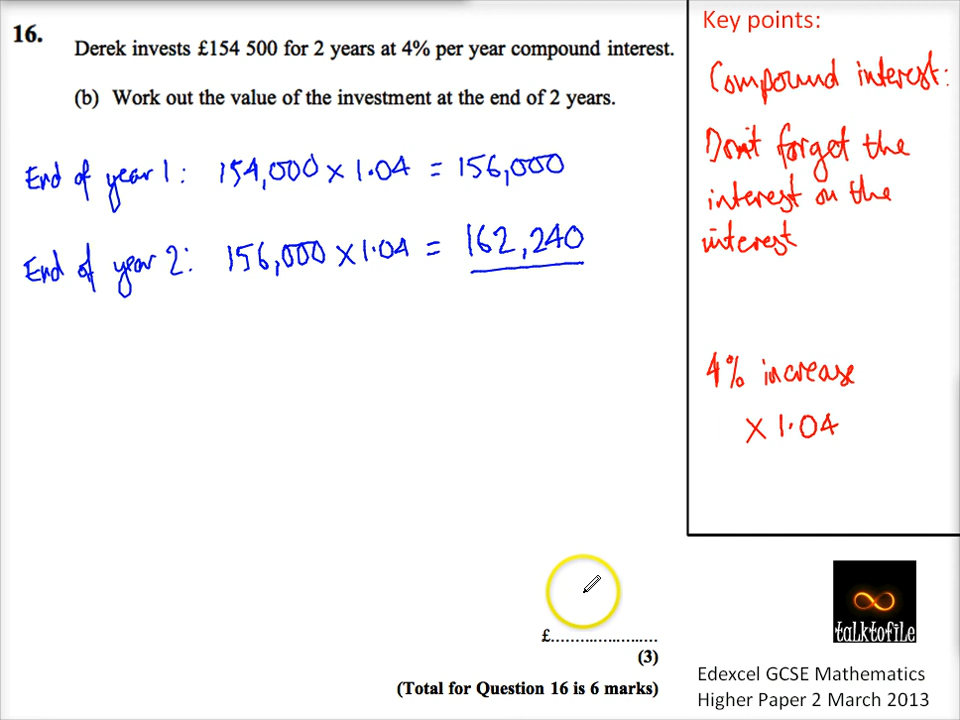 16.
Derek invests £154 500 for 2 years at 4% per year compound interest.
(b) Work out the value of the investment at the end of 2 years.
End of year 1: 154,000 × 1.04 = 156,000
End of year 2: 156,000 × 1.04 = 162,240
£........................
(3)
(Total for Question 16 is 6 marks)
Key points:
Compound interest:
Don't forget the
interest on the
interest
4% increase
× 1.04
talktofile
Edexcel GCSE Mathematics
Higher Paper 2 March 2013